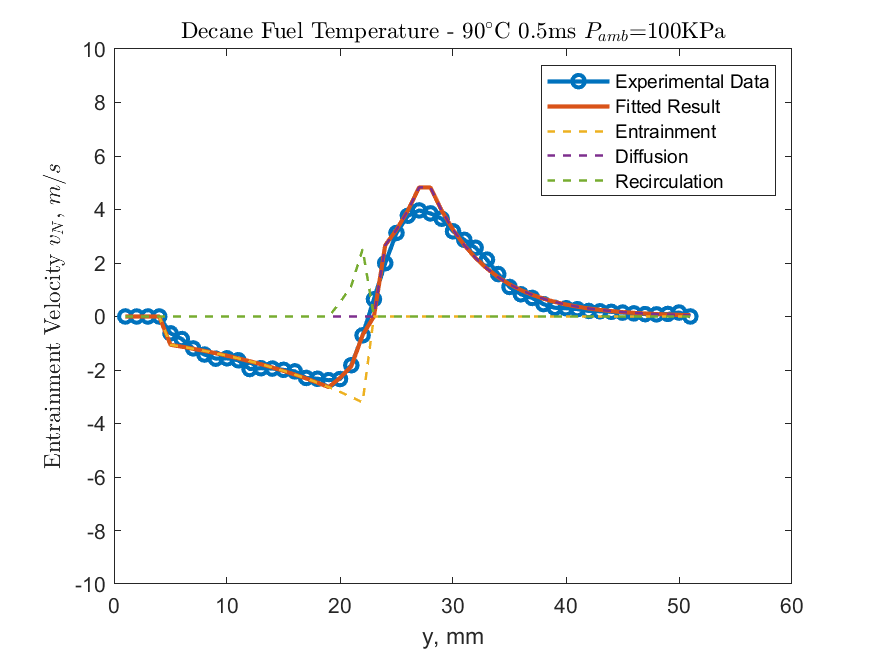 Decane Fuel Temperature - 90°C 0.5ms P_amb=100KPa
Experimental Data
Fitted Result
Entrainment
Diffusion
Recirculation
Entrainment Velocity v_N, m/s
10
8
6
4
2
0
-2
-4
-6
-8
-10
0 10 20 30 40 50 60
y, mm